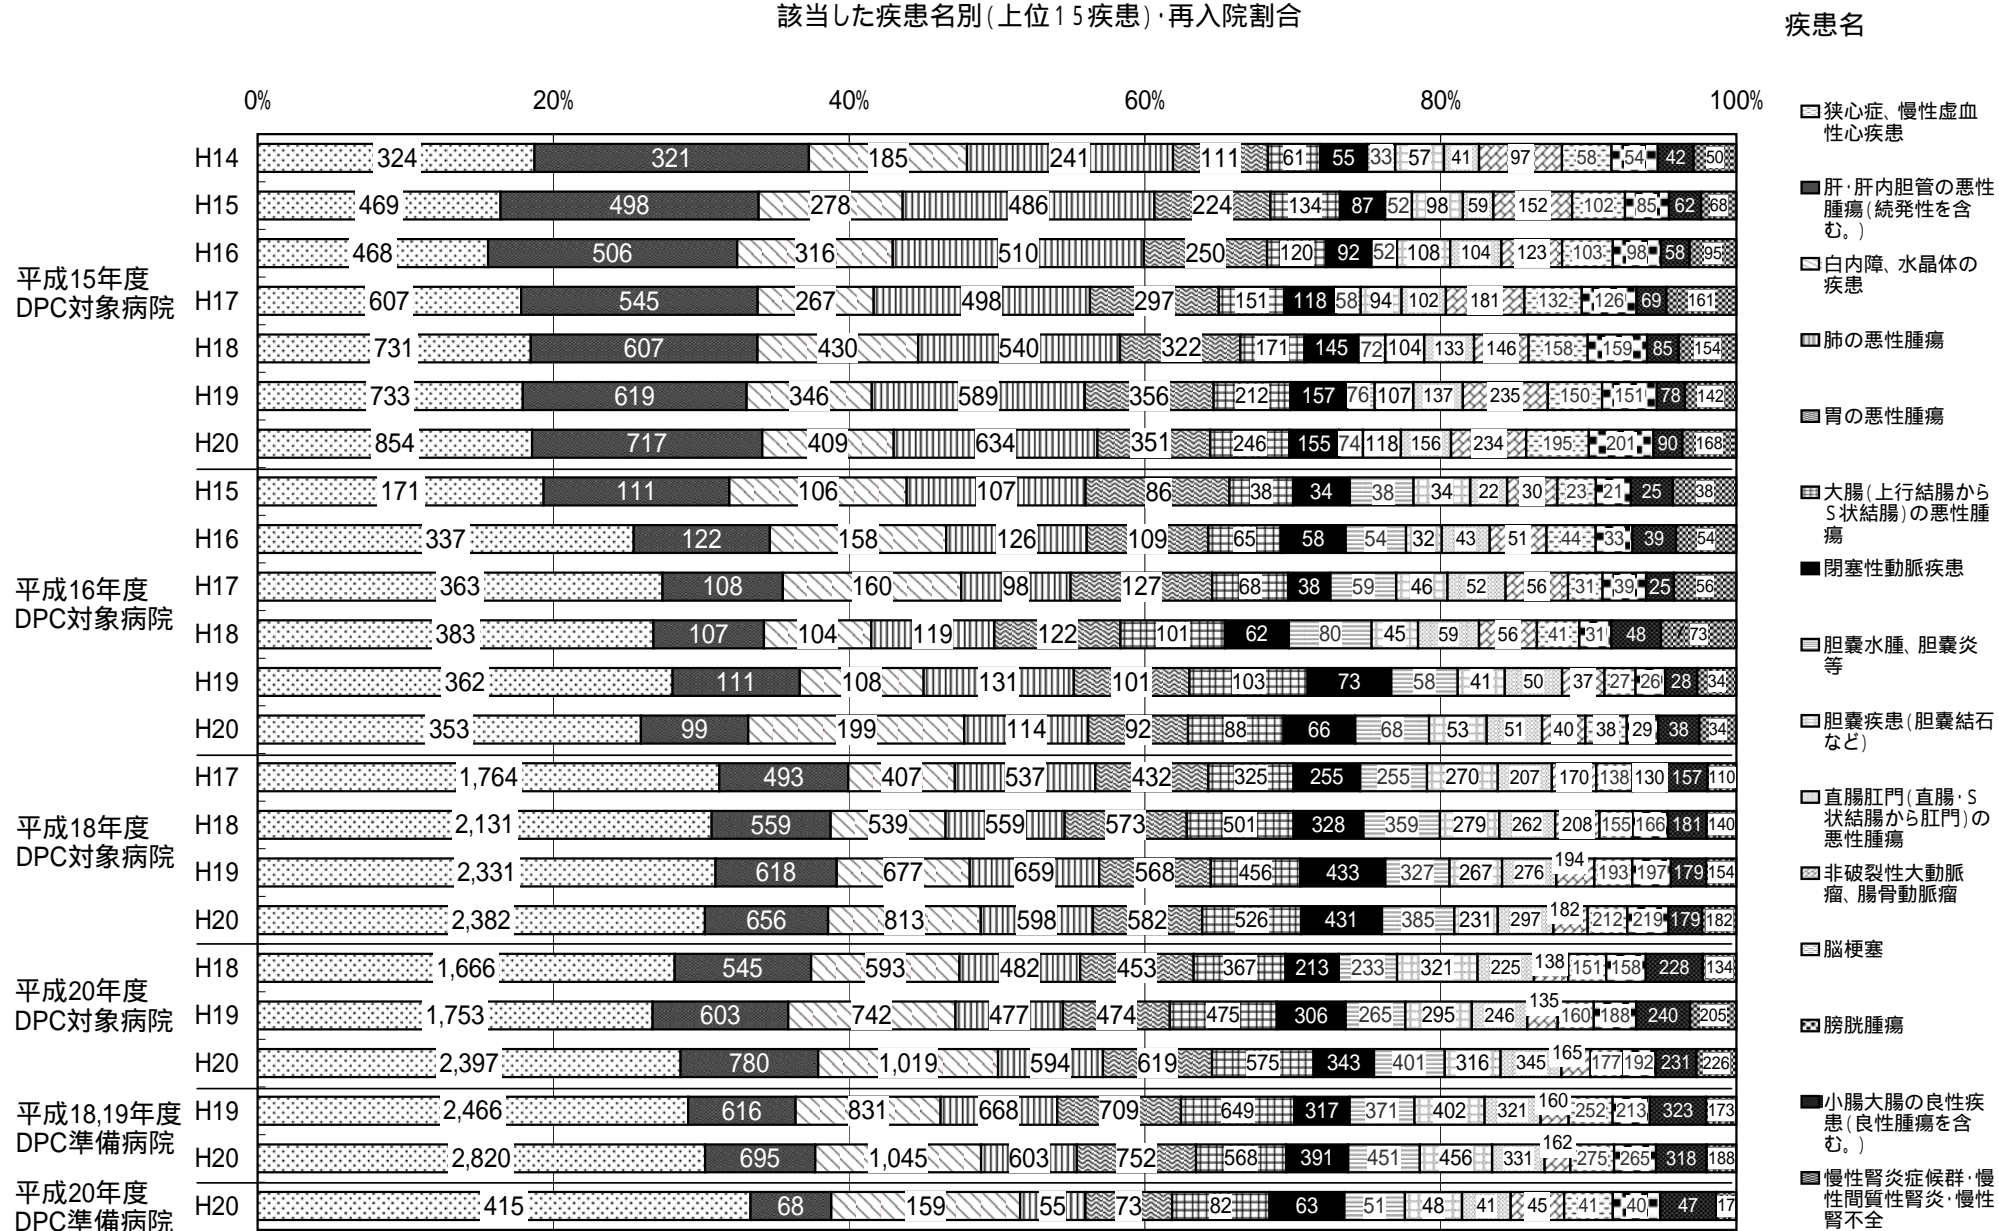 該当した疾患名別(上位15疾患)・再入院割合
疾患名
0% 20% 40% 60% 80% 100%
平成15年度
DPC対象病院
H14 324 321 185 241 111 61 55 33 57 41 97 58 54 42 50
H15 469 498 278 486 224 134 87 52 98 59 152 102 85 62 68
H16 468 506 316 510 250 120 92 52 108 104 123 103 98 58 95
H17 607 545 267 498 297 151 118 58 94 102 181 132 126 69 161
H18 731 607 430 540 322 171 145 72 104 133 146 158 159 85 154
H19 733 619 346 589 356 212 157 76 107 137 235 150 151 78 142
H20 854 717 409 634 351 246 155 74 118 156 234 195 201 90 168
平成16年度
DPC対象病院
H15 171 111 106 107 86 38 34 38 34 22 30 23 21 25 38
H16 337 122 158 126 109 65 58 54 32 43 51 44 33 39 54
H17 363 108 160 98 127 68 38 59 46 52 56 31 39 25 56
H18 383 107 104 119 122 101 62 80 45 59 56 41 31 48 73
H19 362 111 108 131 101 103 73 58 41 50 37 27 26 28 34
H20 353 99 199 114 92 88 66 68 53 51 40 38 29 38 34
平成18年度
DPC対象病院
H17 1,764 493 407 537 432 325 255 255 270 207 170 138 130 157 110
H18 2,131 559 539 559 573 501 328 359 279 262 208 155 166 181 140
H19 2,331 618 677 659 568 456 433 327 267 276 194 193 197 179 154
H20 2,382 656 813 598 582 526 431 385 231 297 182 212 219 179 182
平成20年度
DPC対象病院
H18 1,666 545 593 482 453 367 213 233 321 225 138 151 158 228 134
H19 1,753 603 742 477 474 475 306 265 295 246 135 160 188 240 205
H20 2,397 780 1,019 594 619 575 343 401 316 345 165 177 192 231 226
平成18,19年度
DPC準備病院
H19 2,466 616 831 668 709 649 317 371 402 321 160 252 213 323 173
H20 2,820 695 1,045 603 752 568 391 451 456 331 162 275 265 318 188
平成20年度
DPC準備病院
H20 415 68 159 55 73 82 63 51 48 41 45 41 40 47 17
狭心症、慢性虚血
性心疾患
肝・肝内胆管の悪性
腫瘍(続発性を含
む。)
白内障、水晶体の
疾患
肺の悪性腫瘍
胃の悪性腫瘍
大腸(上行結腸から
S状結腸)の悪性腫
瘍
閉塞性動脈疾患
胆嚢水腫、胆嚢炎
等
胆嚢疾患(胆嚢結石
など)
直腸肛門(直腸・S
状結腸から肛門)の
悪性腫瘍
非破裂性大動脈
瘤、腸骨動脈瘤
脳梗塞
膀胱腫瘍
小腸大腸の良性疾
患(良性腫瘍を含
む。)
慢性腎炎症候群・慢
性間質性腎炎・慢性
腎不全